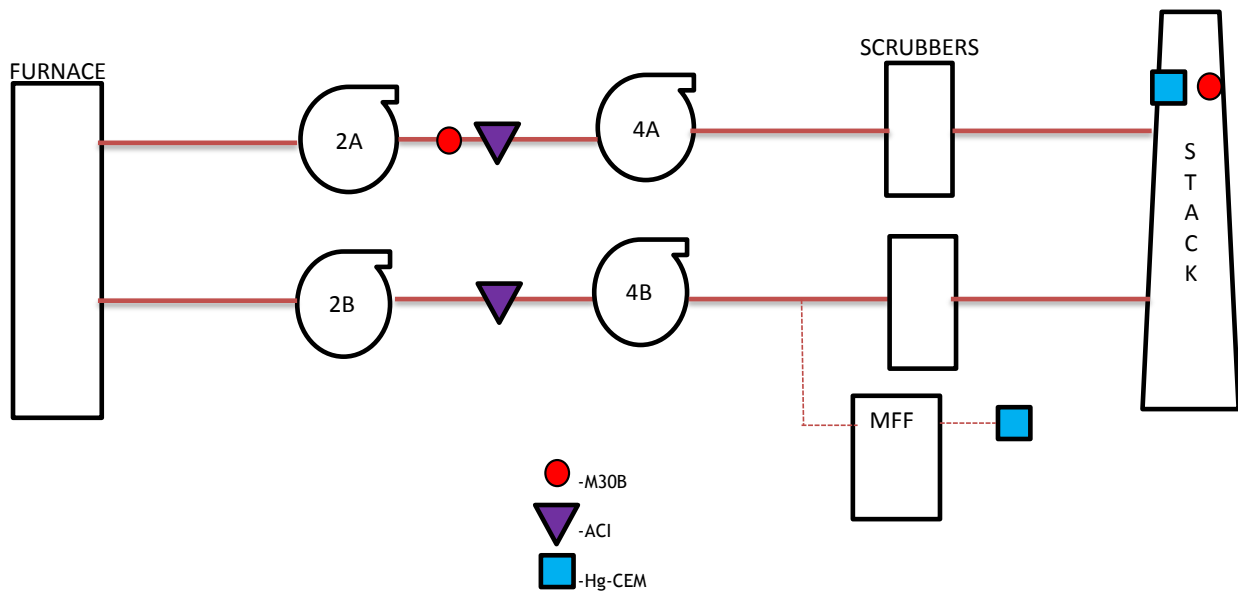 SCRUBBERS
FURNACE
2A
4A
S
T
A
C
K
2B
4B
MFF
-M30B
-ACI
-Hg-CEM